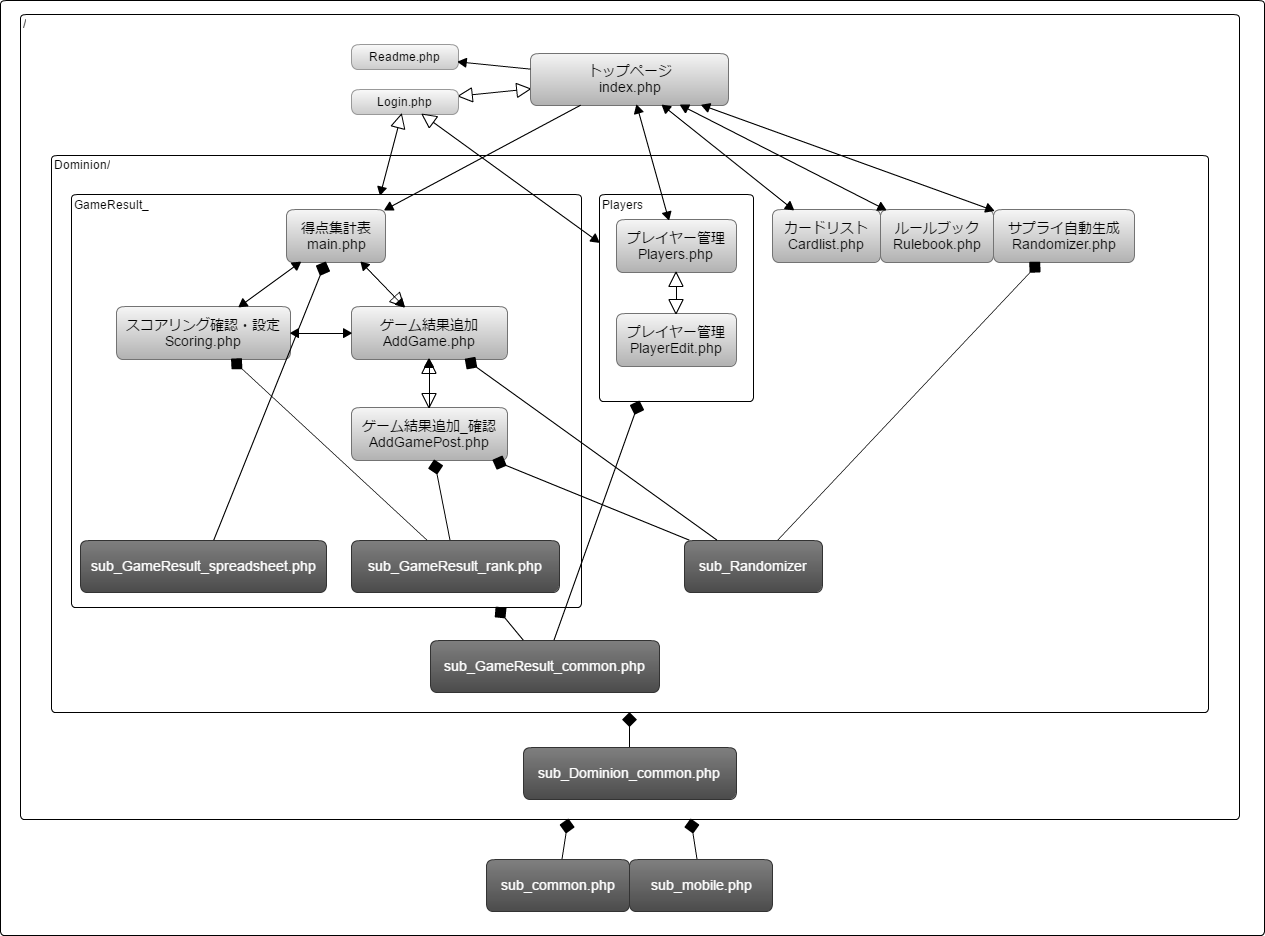 /
Readme.php
トップページ
index.php
Login.php
Dominion/
GameResult_
得点集計表
main.php
Players
プレイヤー管理
Players.php
カードリスト
Cardlist.php
ルールブック
Rulebook.php
サプライ自動生成
Randomizer.php
スコアリング確認・設定
Scoring.php
ゲーム結果追加
AddGame.php
プレイヤー管理
PlayerEdit.php
ゲーム結果追加_確認
AddGamePost.php
sub_GameResult_spreadsheet.php
sub_GameResult_rank.php
sub_Randomizer
sub_GameResult_common.php
sub_Dominion_common.php
sub_common.php
sub_mobile.php